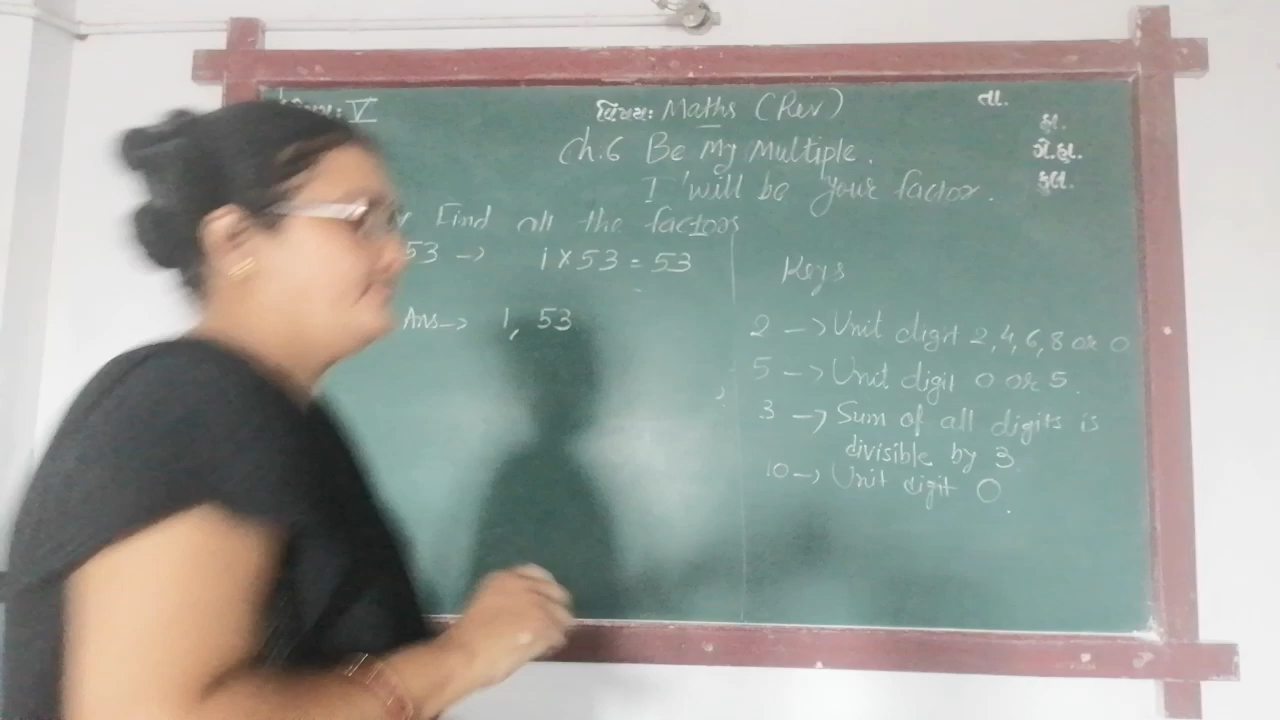 V વિષય: Maths (Rev) તા.
હા.
Ch.6 Be My Multiple. ગે.હા.
I 'will be your factor. કુલ.
Find all the factors
53 → 1 x 53 = 53
Keys
Ans → 1, 53
2 → Unit digit 2, 4, 6, 8 or 0
5 → Unit digit 0 or 5.
3 → Sum of all digits is
divisible by 3.
10 → Unit digit 0.